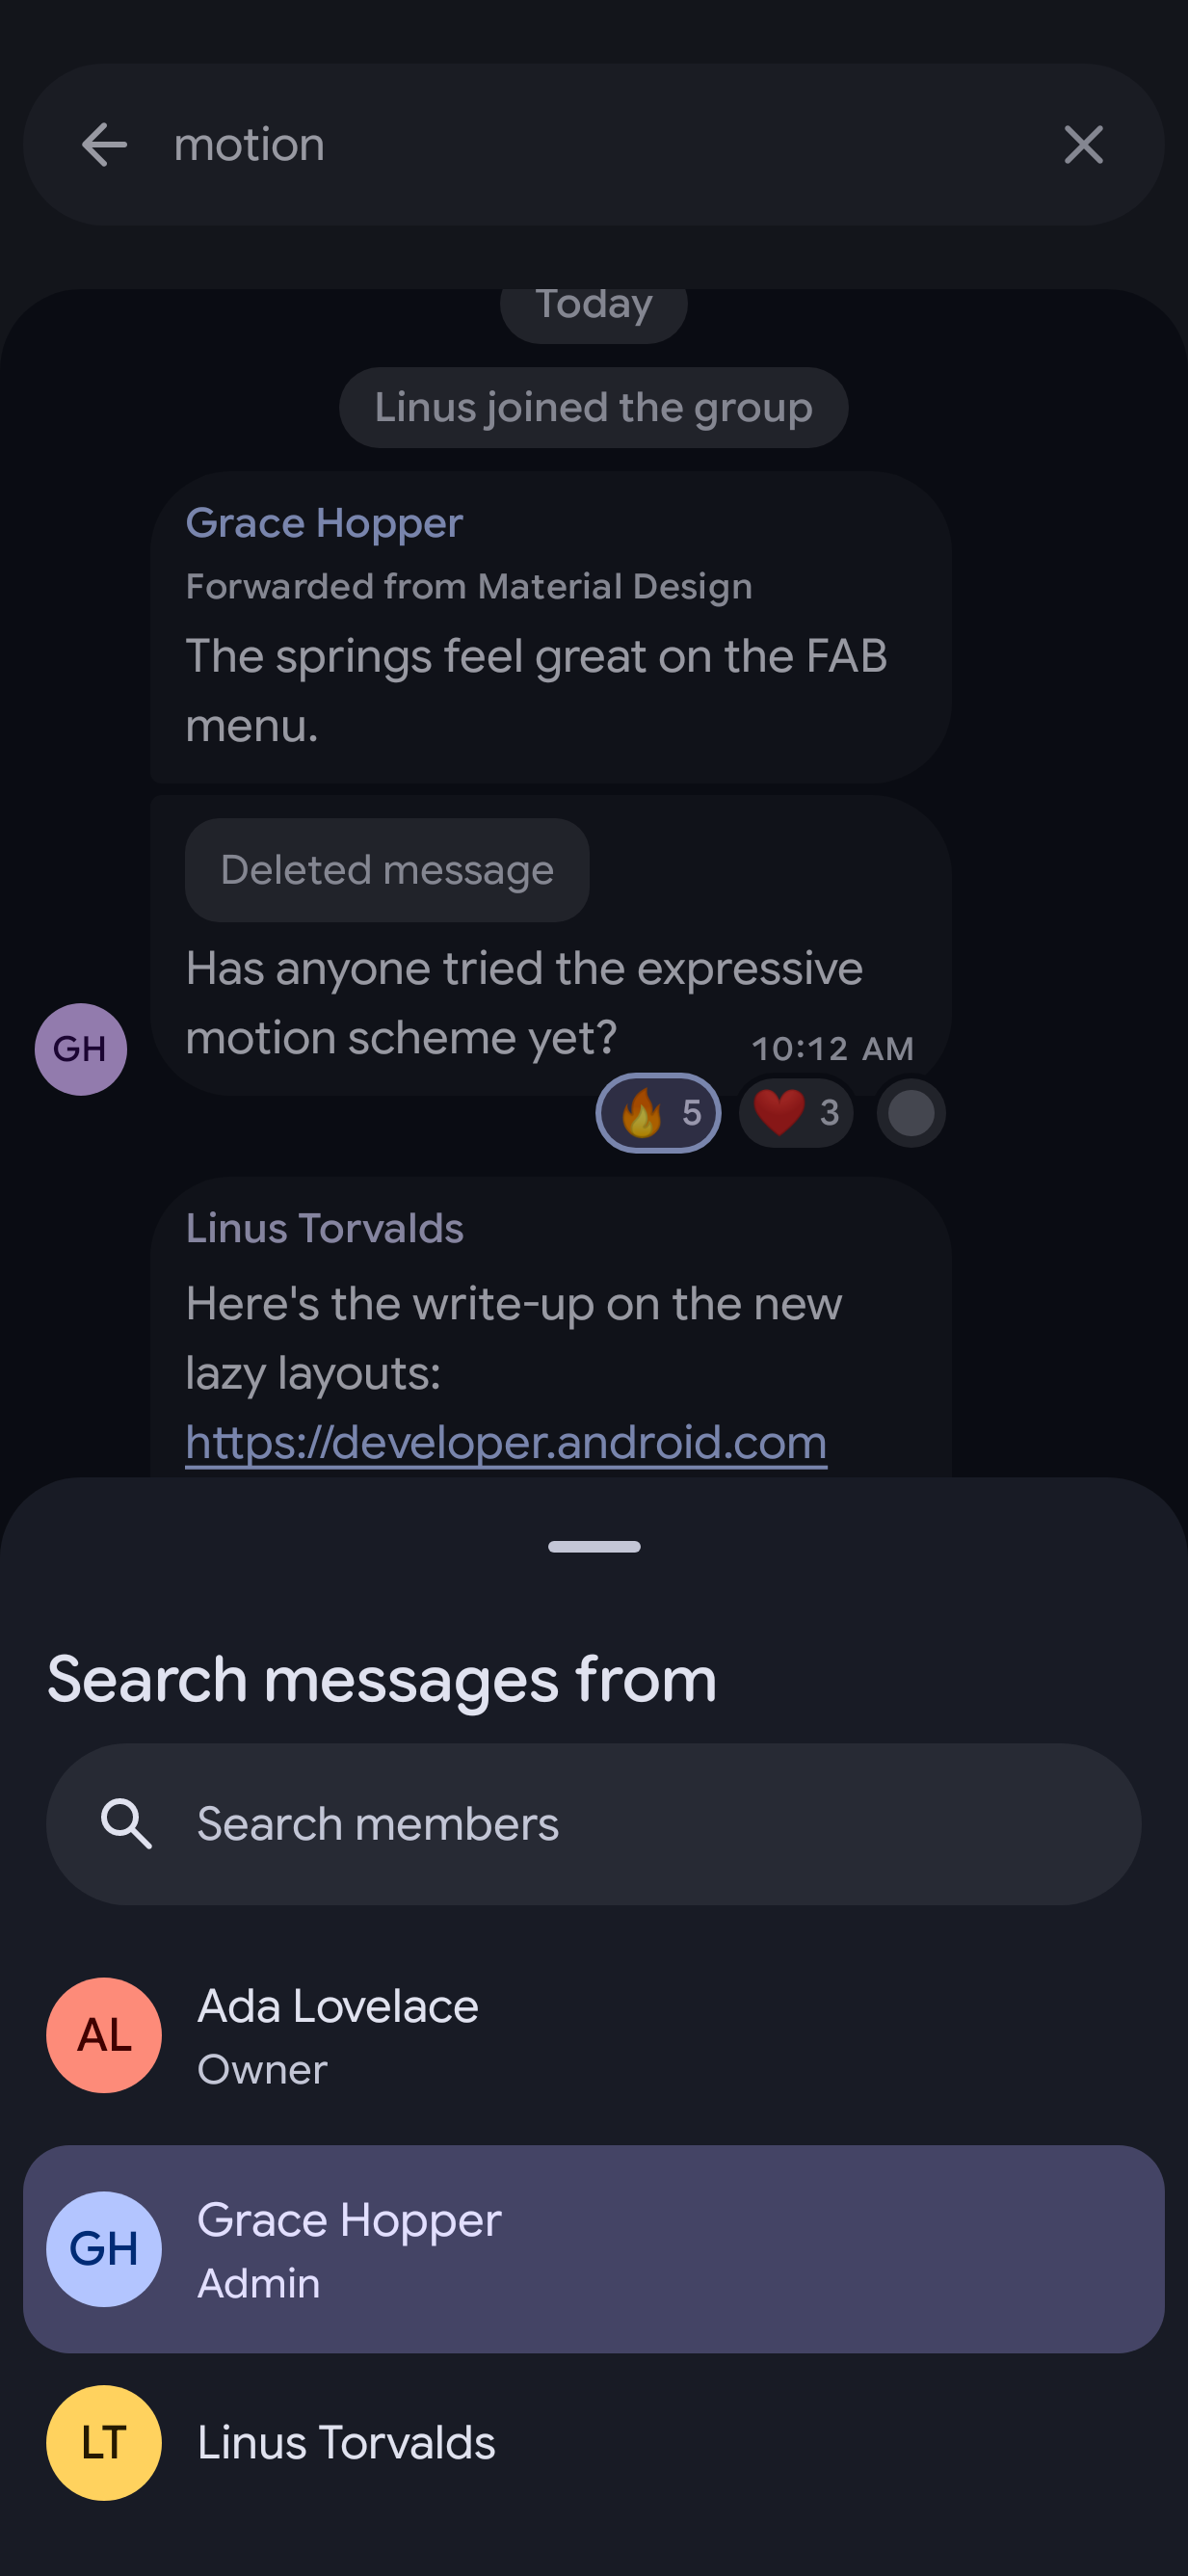 motion
Today
Linus joined the group
Grace Hopper
Forwarded from Material Design
The springs feel great on the FAB
menu.
Deleted message
Has anyone tried the expressive
motion scheme yet?
10:12 AM
GH
5
3
Linus Torvalds
Here's the write-up on the new
lazy layouts:
https://developer.android.com
Search messages from
Search members
AL
Ada Lovelace
Owner
GH
Grace Hopper
Admin
LT
Linus Torvalds